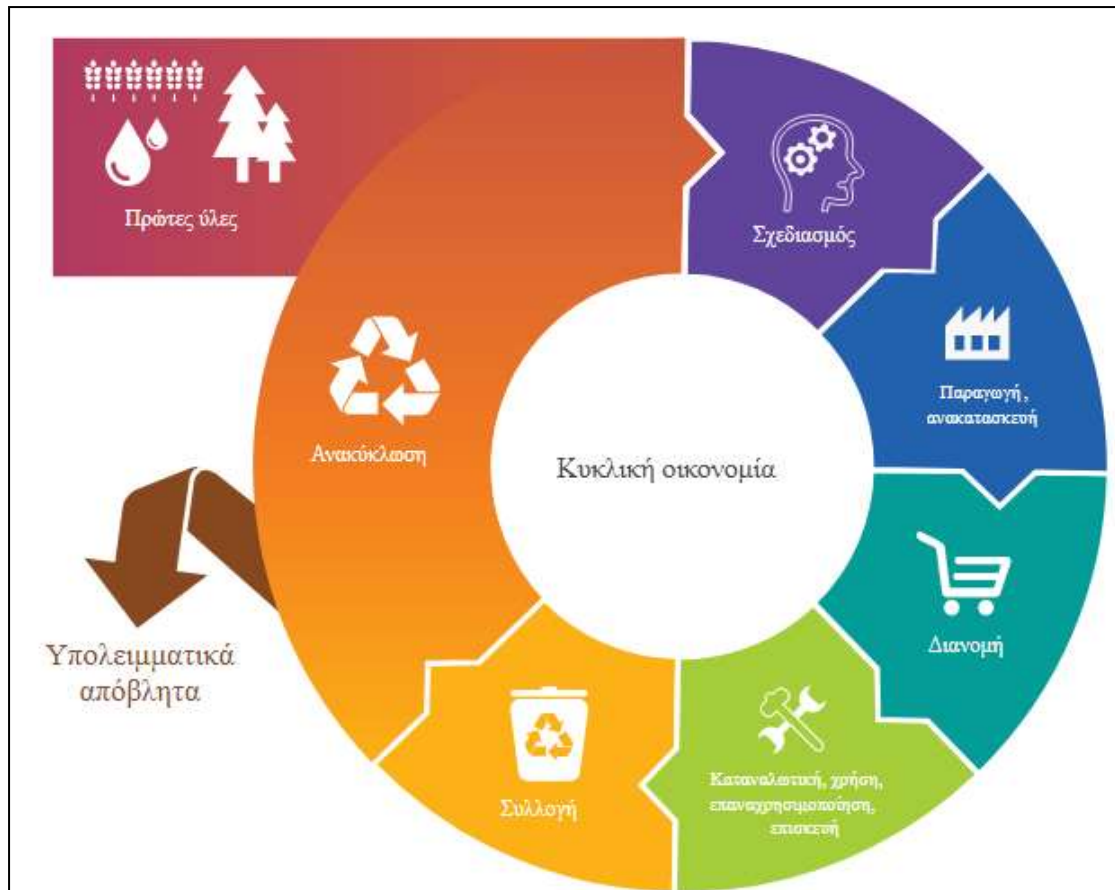 Πρώτες ύλες
Σχεδιασμός
Παραγωγή,
ανακατασκευή
Διανομή
Καταναλωτική, χρήση,
επαναχρησιμοποίηση,
επισκευή
Συλλογή
Ανακύκλωση
Υπολειμματικά
απόβλητα
Κυκλική οικονομία